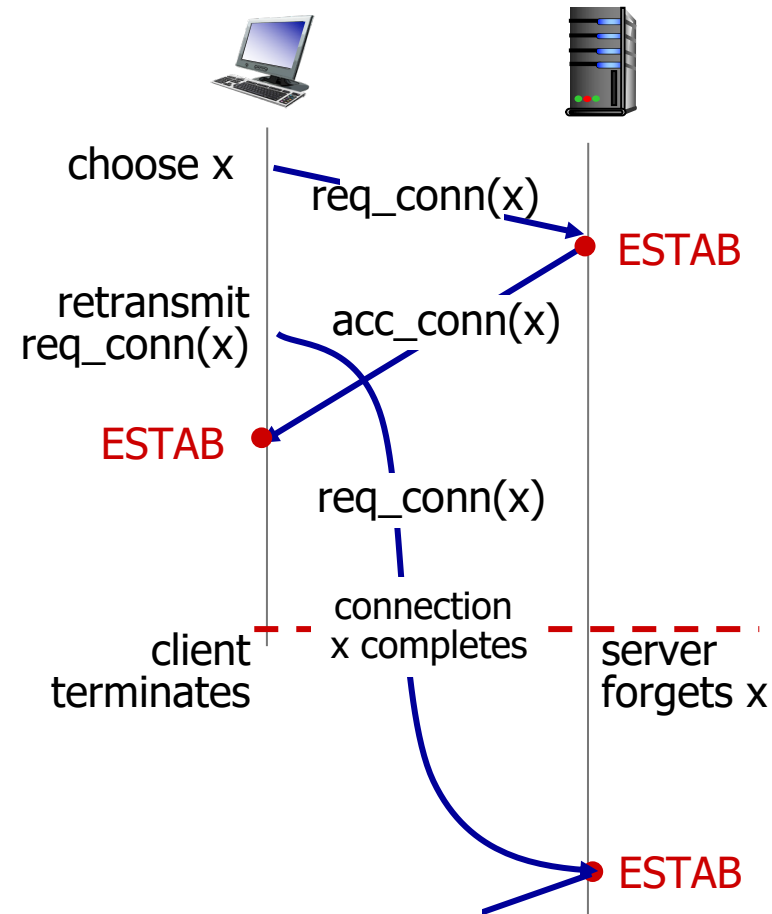 choose x
req_conn(x)
ESTAB
retransmit
req_conn(x)
acc_conn(x)
ESTAB
req_conn(x)
connection
x completes
client
terminates
server
forgets x
ESTAB